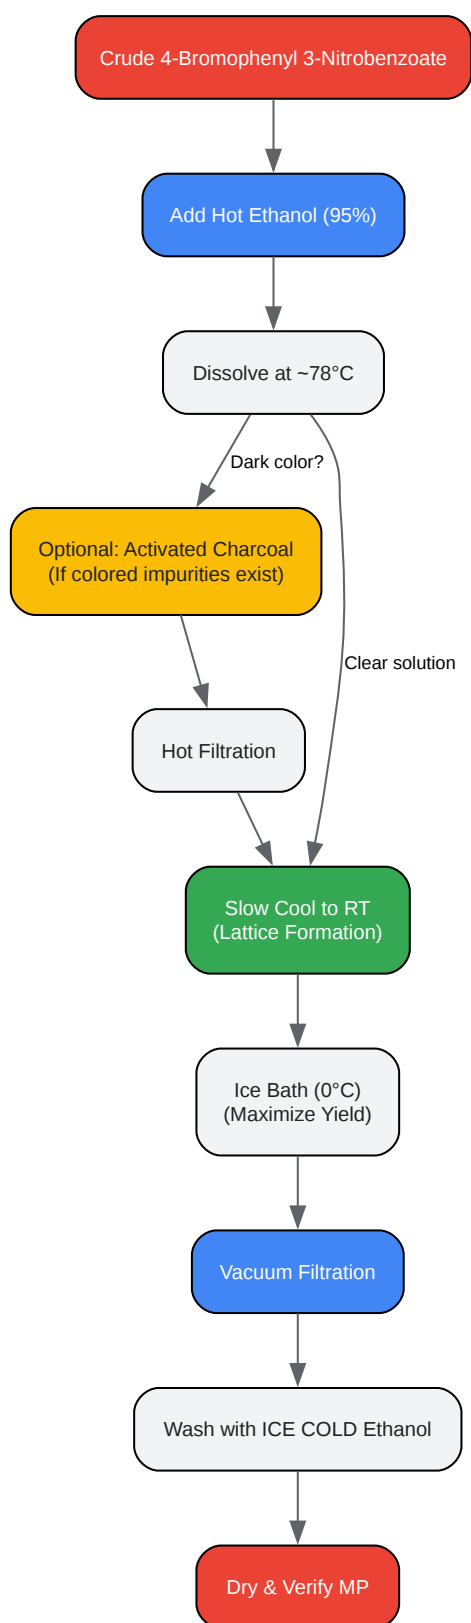 Crude 4-Bromophenyl 3-Nitrobenzoate
Add Hot Ethanol (95%)
Dissolve at ~78°C
Dark color?
Optional: Activated Charcoal
(If colored impurities exist)
Clear solution
Hot Filtration
Slow Cool to RT
(Lattice Formation)
Ice Bath (0°C)
(Maximize Yield)
Vacuum Filtration
Wash with ICE COLD Ethanol
Dry & Verify MP